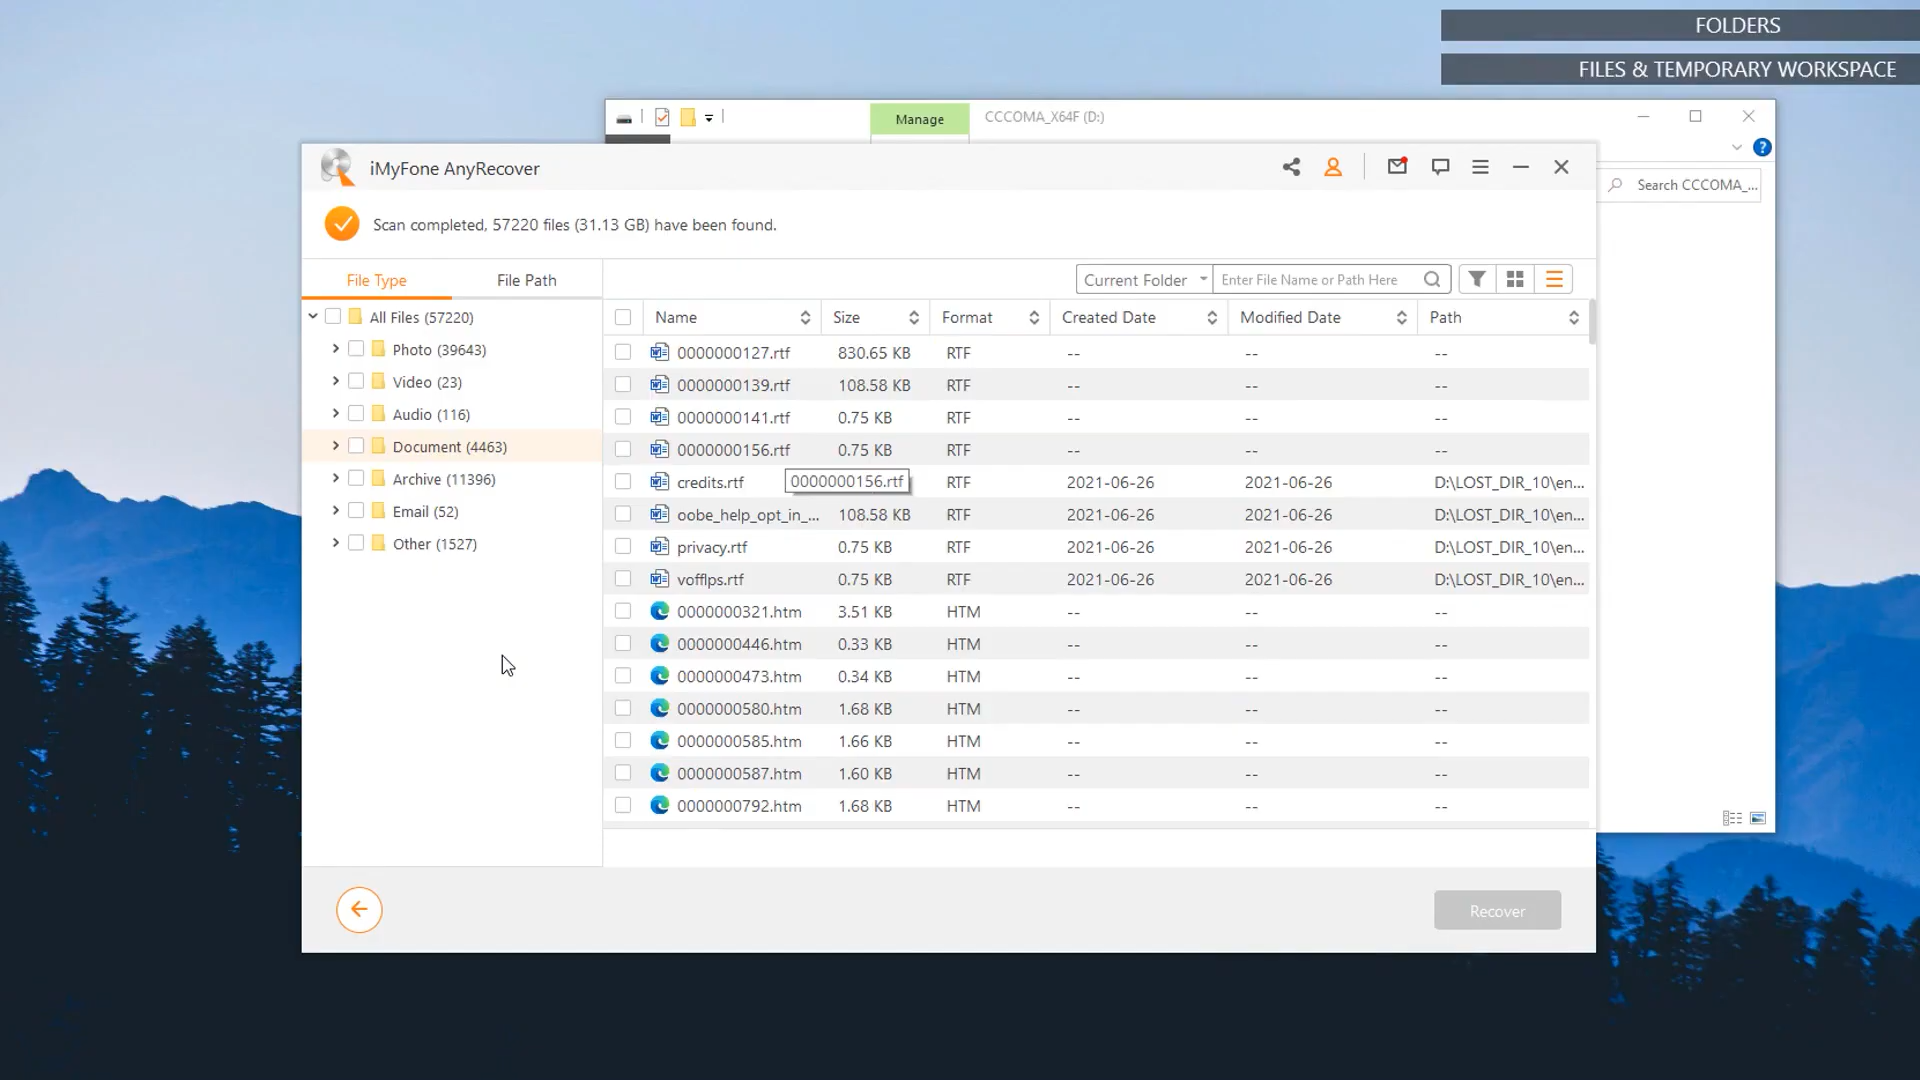 FOLDERS
FILES & TEMPORARY WORKSPACE
Manage CCCOMA_X64F (D:)
iMyFone AnyRecover
Search CCCOMA_...
Scan completed, 57220 files (31.13 GB) have been found.
File Type File Path Current Folder Enter File Name or Path Here
All Files (57220)
Photo (39643)
Video (23)
Audio (116)
Document (4463)
Archive (11396)
Email (52)
Other (1527)
Name Size Format Created Date Modified Date Path
0000000127.rtf 830.65 KB RTF -- -- --
0000000139.rtf 108.58 KB RTF -- -- --
0000000141.rtf 0.75 KB RTF -- -- --
0000000156.rtf 0.75 KB RTF -- -- --
credits.rtf 0000000156.rtf RTF 2021-06-26 2021-06-26 D:\LOST_DIR_10\en...
oobe_help_opt_in_... 108.58 KB RTF 2021-06-26 2021-06-26 D:\LOST_DIR_10\en...
privacy.rtf 0.75 KB RTF 2021-06-26 2021-06-26 D:\LOST_DIR_10\en...
vofflps.rtf 0.75 KB RTF 2021-06-26 2021-06-26 D:\LOST_DIR_10\en...
0000000321.htm 3.51 KB HTM -- -- --
0000000446.htm 0.33 KB HTM -- -- --
0000000473.htm 0.34 KB HTM -- -- --
0000000580.htm 1.68 KB HTM -- -- --
0000000585.htm 1.66 KB HTM -- -- --
0000000587.htm 1.60 KB HTM -- -- --
0000000792.htm 1.68 KB HTM -- -- --
Recover